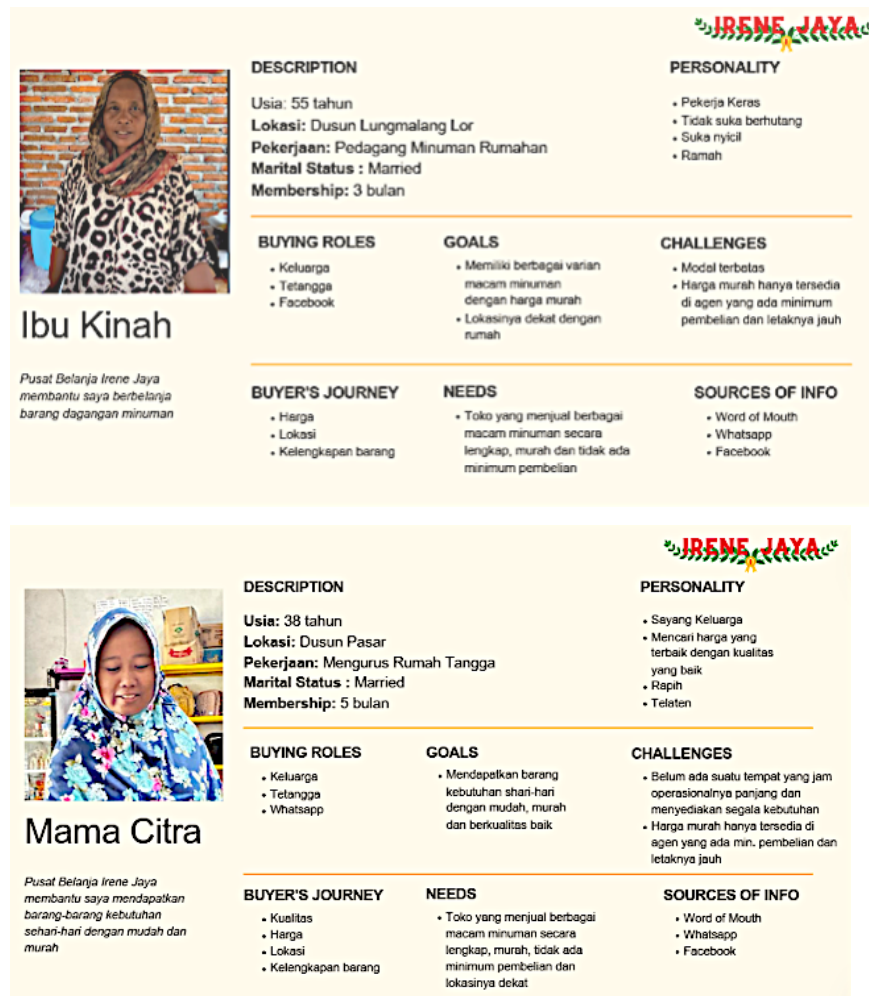 IRENE JAYA
DESCRIPTION
Usia: 55 tahun
Lokasi: Dusun Lungmalang Lor
Pekerjaan: Pedagang Minuman Rumahan
Marital Status : Married
Membership: 3 bulan
PERSONALITY
• Pekerja Keras
• Tidak suka berhutang
• Suka nyicil
• Ramah
Ibu Kinah
Pusat Belanja Irene Jaya
membantu saya berbelanja
barang dagangan minuman
BUYING ROLES
• Keluarga
• Tetangga
• Facebook
GOALS
• Memiliki berbagai varian
macam minuman
dengan harga murah
• Lokasinya dekat dengan
rumah
CHALLENGES
• Modal terbatas
• Harga murah hanya tersedia
di agen yang ada minimum
pembelian dan letaknya jauh
BUYER'S JOURNEY
• Harga
• Lokasi
• Kelengkapan barang
NEEDS
• Toko yang menjual berbagai
macam minuman secara
lengkap, murah dan tidak ada
minimum pembelian
SOURCES OF INFO
• Word of Mouth
• Whatsapp
• Facebook
IRENE JAYA
DESCRIPTION
Usia: 38 tahun
Lokasi: Dusun Pasar
Pekerjaan: Mengurus Rumah Tangga
Marital Status : Married
Membership: 5 bulan
PERSONALITY
• Sayang Keluarga
• Mencari harga yang
terbaik dengan kualitas
yang baik
• Rapih
• Telaten
Mama Citra
Pusat Belanja Irene Jaya
membantu saya mendapatkan
barang-barang kebutuhan
sehari-hari dengan mudah dan
murah
BUYING ROLES
• Keluarga
• Tetangga
• Whatsapp
GOALS
• Mendapatkan barang
kebutuhan shari-hari
dengan mudah, murah
dan berkualitas baik
CHALLENGES
• Belum ada suatu tempat yang jam
operasionalnya panjang dan
menyediakan segala kebutuhan
• Harga murah hanya tersedia di
agen yang ada min. pembelian dan
letaknya jauh
BUYER'S JOURNEY
• Kualitas
• Harga
• Lokasi
• Kelengkapan barang
NEEDS
• Toko yang menjual berbagai
macam minuman secara
lengkap, murah, tidak ada
minimum pembelian dan
lokasinya dekat
SOURCES OF INFO
• Word of Mouth
• Whatsapp
• Facebook